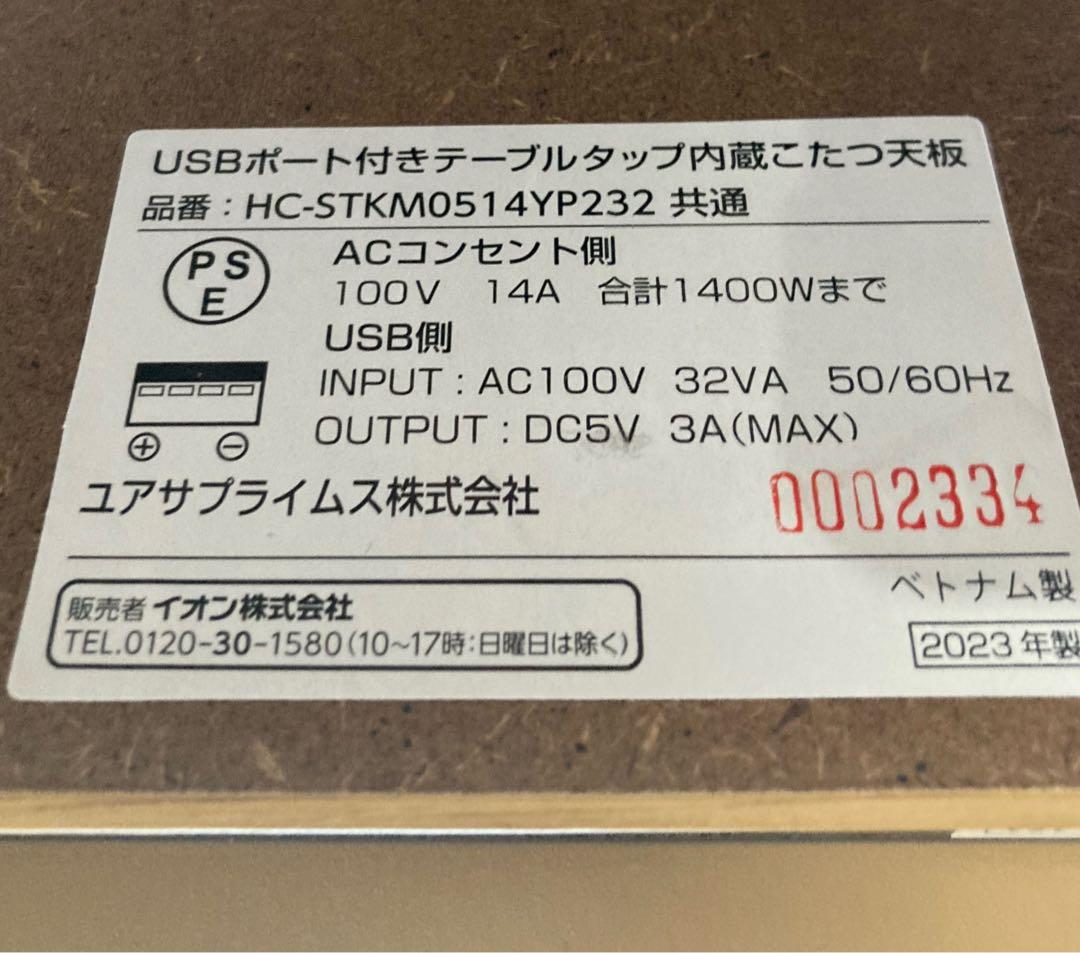 USBポート付きテーブルタップ内蔵こたつ天板
品番：HC-STKM0514YP232 共通
PS
E
ACコンセント側
100V 14A 合計1400Wまで
USB側
INPUT：AC100V 32VA 50/60Hz
OUTPUT：DC5V 3A(MAX)
⊕ ⊖
ユアサプライムス株式会社
0002334
ベトナム製
販売者 イオン株式会社
TEL.0120-30-1580(10〜17時：日曜日は除く)
2023年製